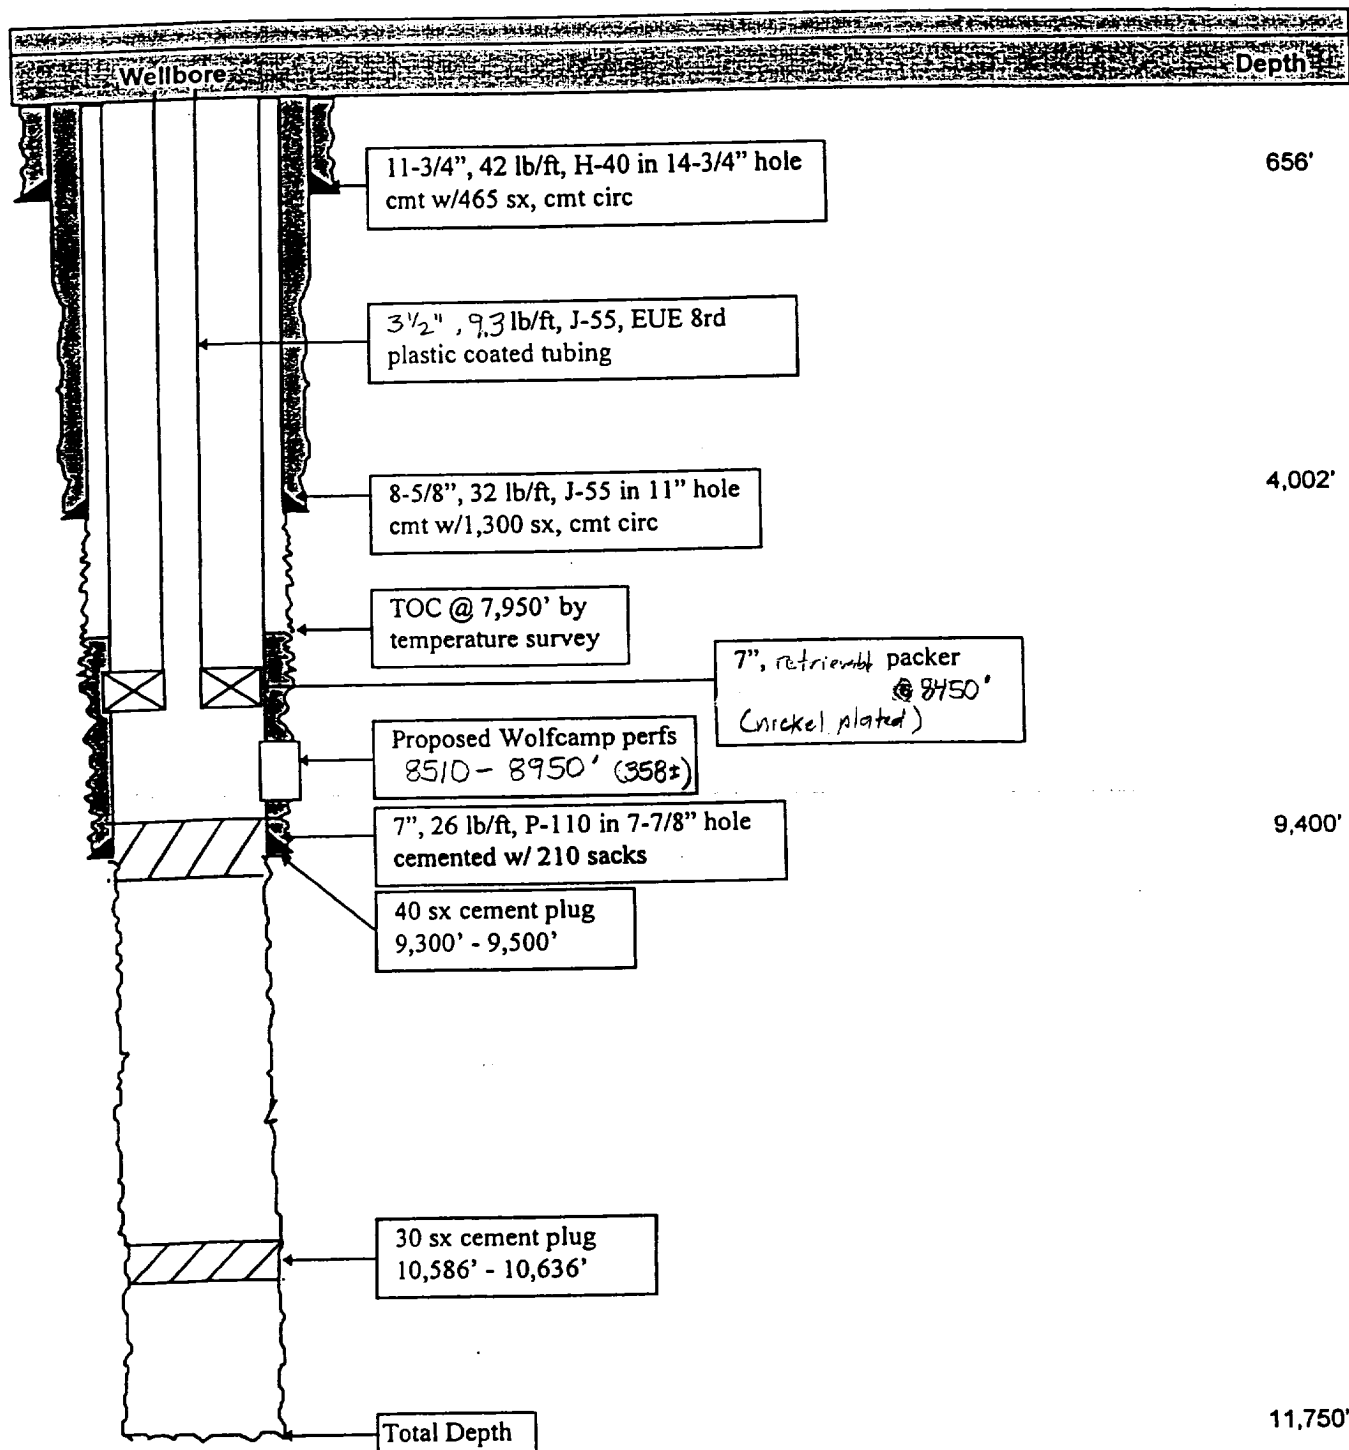 Wellbore Depth
11-3/4", 42 lb/ft, H-40 in 14-3/4" hole 656'
cmt w/465 sx, cmt circ
3 1/2", 9.3 lb/ft, J-55, EUE 8rd
plastic coated tubing
8-5/8", 32 lb/ft, J-55 in 11" hole 4,002'
cmt w/1,300 sx, cmt circ
TOC @ 7,950' by
temperature survey
7", retrievable packer
@ 8450'
(nickel plated)
Proposed Wolfcamp perfs
8510 - 8950' (358±)
7", 26 lb/ft, P-110 in 7-7/8" hole 9,400'
cemented w/ 210 sacks
40 sx cement plug
9,300' - 9,500'
30 sx cement plug
10,586' - 10,636'
Total Depth 11,750'